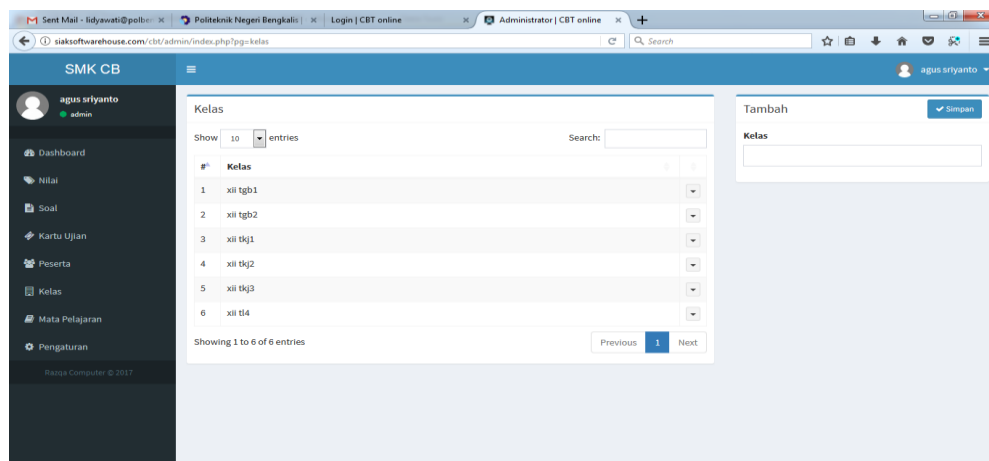 Sent Mail - lidyawati@polbe
Politeknik Negeri Bengkalis |
Login | CBT online
Administrator | CBT online
siaksoftwarehouse.com/cbt/admin/index.php?pg=kelas
Search
SMK CB
agus sriyanto
agus sriyanto
admin
Dashboard
Nilai
Soal
Kartu Ujian
Peserta
Kelas
Mata Pelajaran
Pengaturan
Razqa Computer © 2017
Kelas
Show 10 entries
Search:
# Kelas
1 xii tgb1
2 xii tgb2
3 xii tkj1
4 xii tkj2
5 xii tkj3
6 xii tl4
Showing 1 to 6 of 6 entries
Previous 1 Next
Tambah
Simpan
Kelas